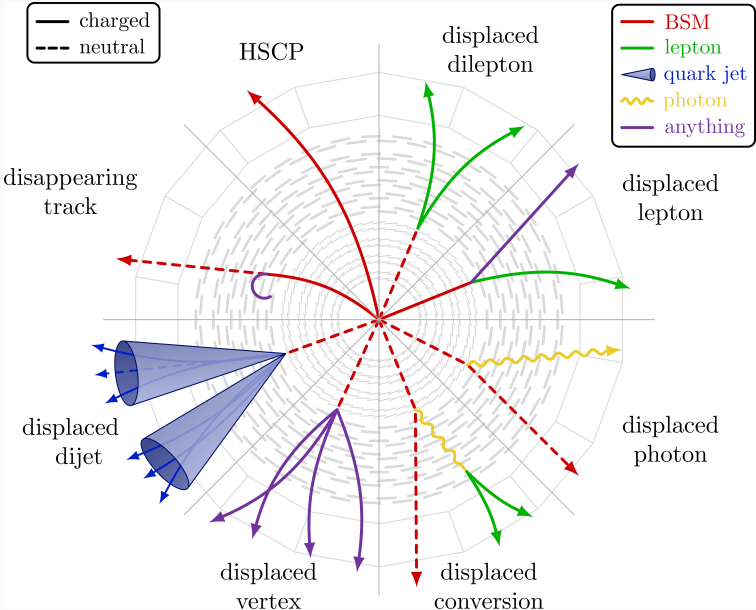 charged
neutral
HSCP
displaced
dilepton
BSM
lepton
quark jet
photon
anything
disappearing
track
displaced
lepton
displaced
dijet
displaced
photon
displaced
vertex
displaced
conversion